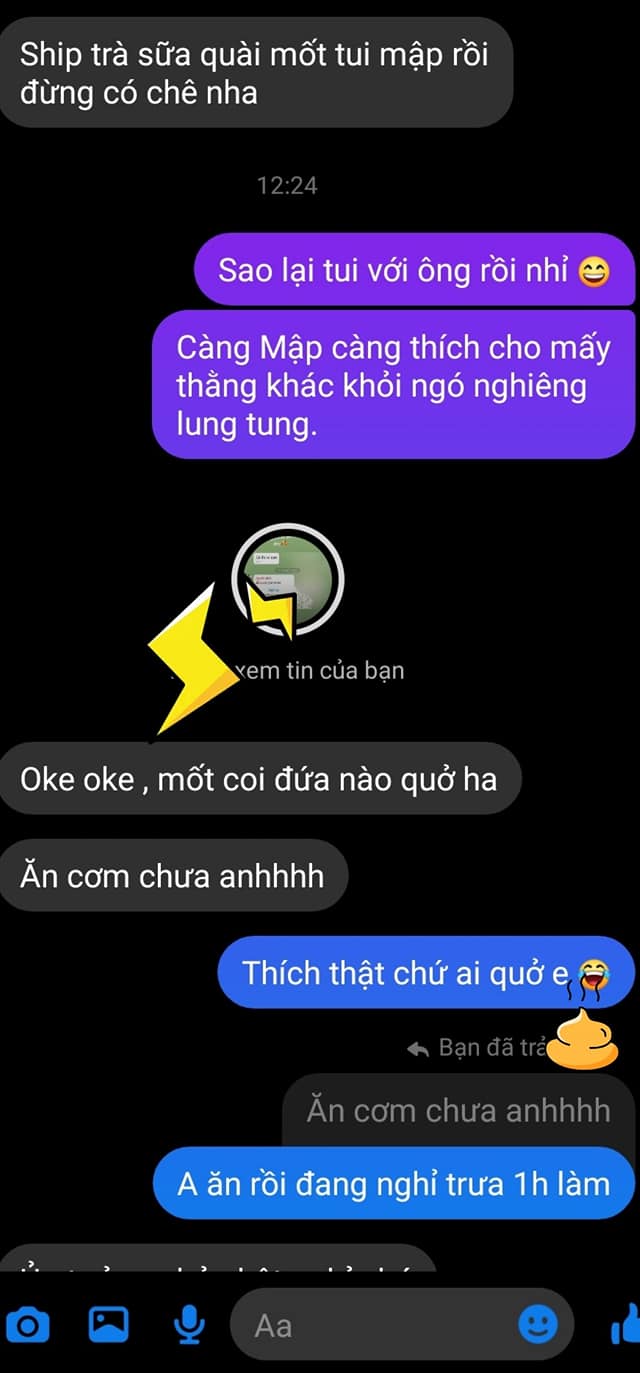 Ship trà sữa quài mốt tui mập rồi
đừng có chê nha
12:24
Sao lại tui với ông rồi nhỉ 😄
Càng Mập càng thích cho mấy
thằng khác khỏi ngó nghiêng
lung tung.
xem tin của bạn
Oke oke , mốt coi đứa nào quở ha
Ăn cơm chưa anhhhh
Thích thật chứ ai quở e 😂
Bạn đã trả
Ăn cơm chưa anhhhh
A ăn rồi đang nghỉ trưa 1h làm
Aa